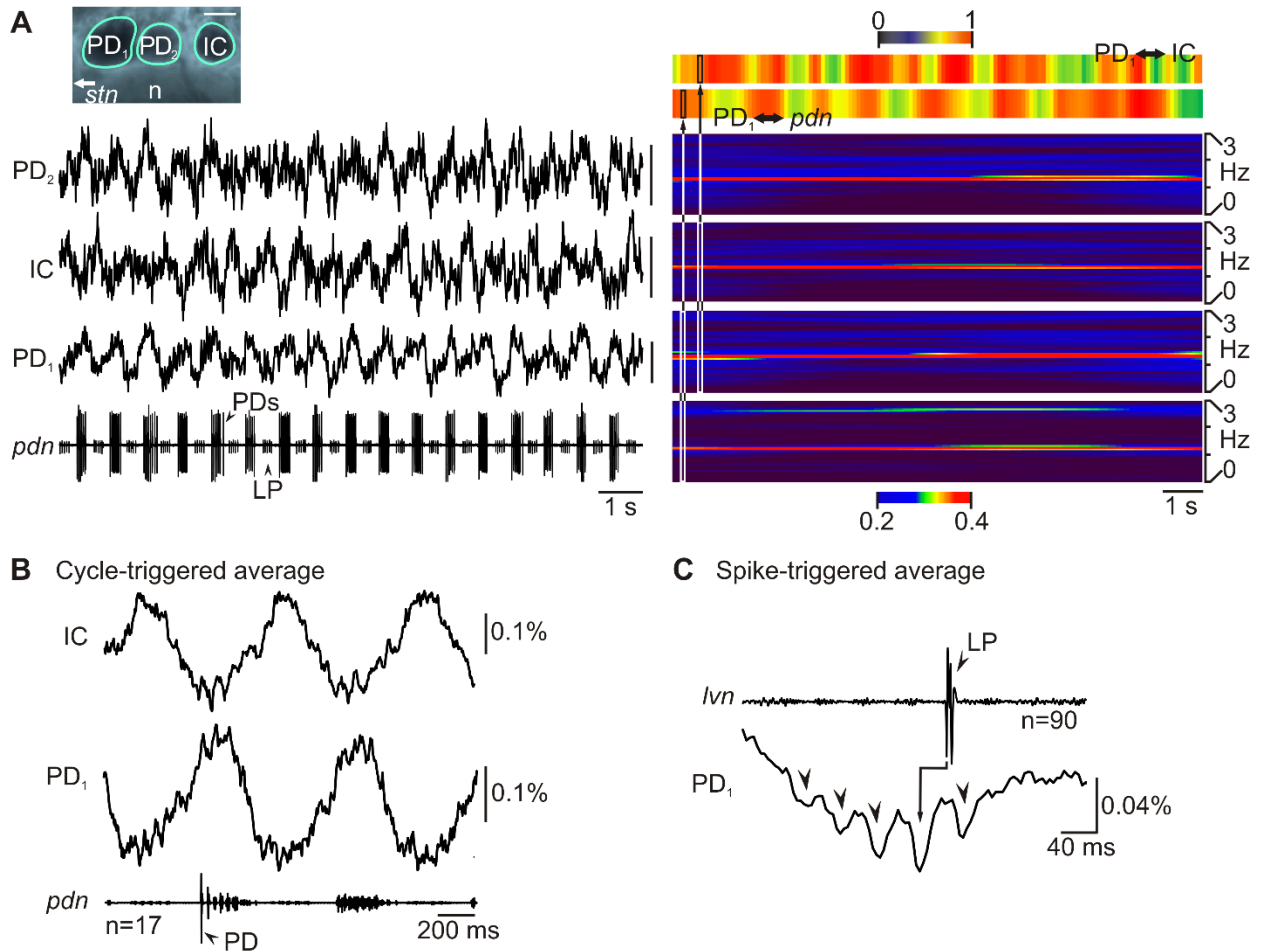 A
PD1 PD2 IC
stn n
PD2
IC
PD1
pdn
PDs
LP
1 s
0 1
PD1 IC
PD1 pdn
3
Hz
0
3
Hz
0
3
Hz
0
3
Hz
0
0.2 0.4
1 s
B Cycle-triggered average
IC
0.1%
PD1
0.1%
pdn
n=17
PD
200 ms
C Spike-triggered average
LP
lvn
n=90
PD1
0.04%
40 ms